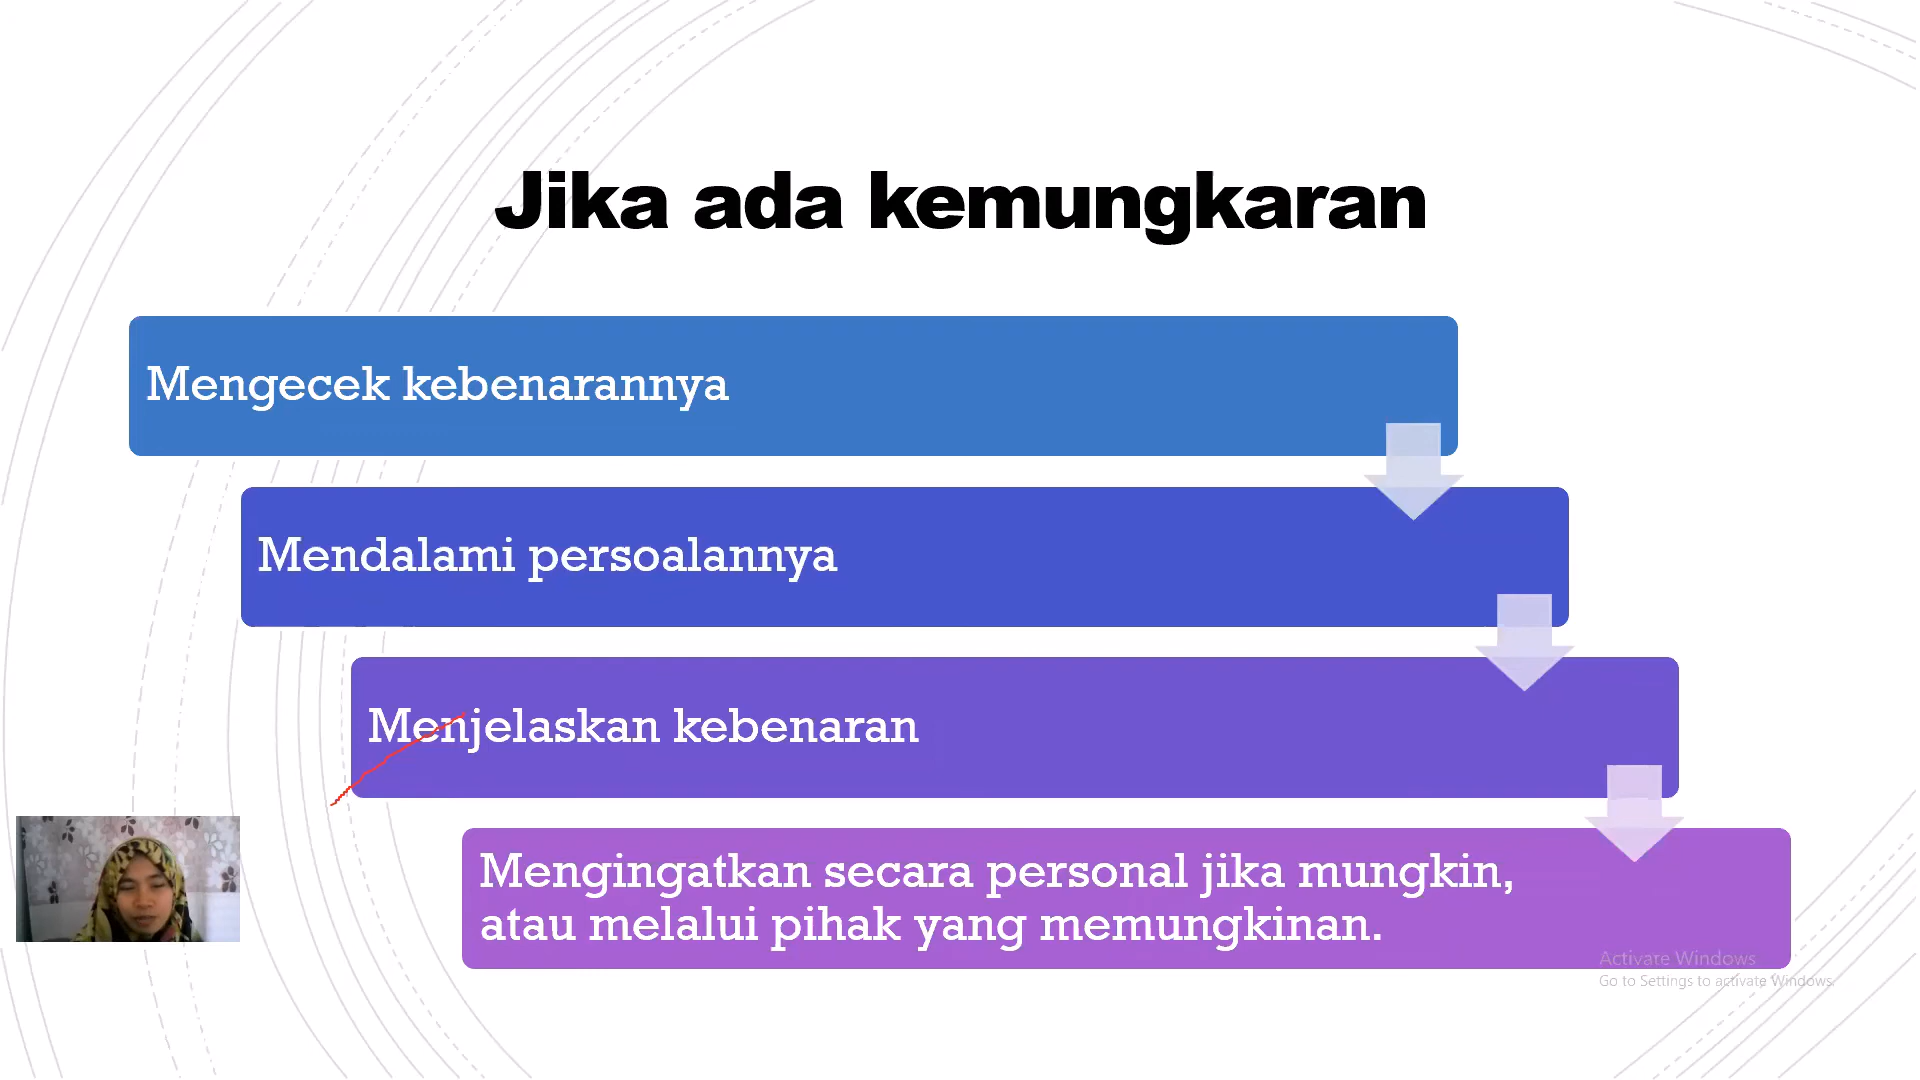 Jika ada kemungkaran
Mengecek kebenarannya
Mendalami persoalannya
Menjelaskan kebenaran
Mengingatkan secara personal jika mungkin,
atau melalui pihak yang memungkinan.
Activate Windows
Go to Settings to activate Windows.